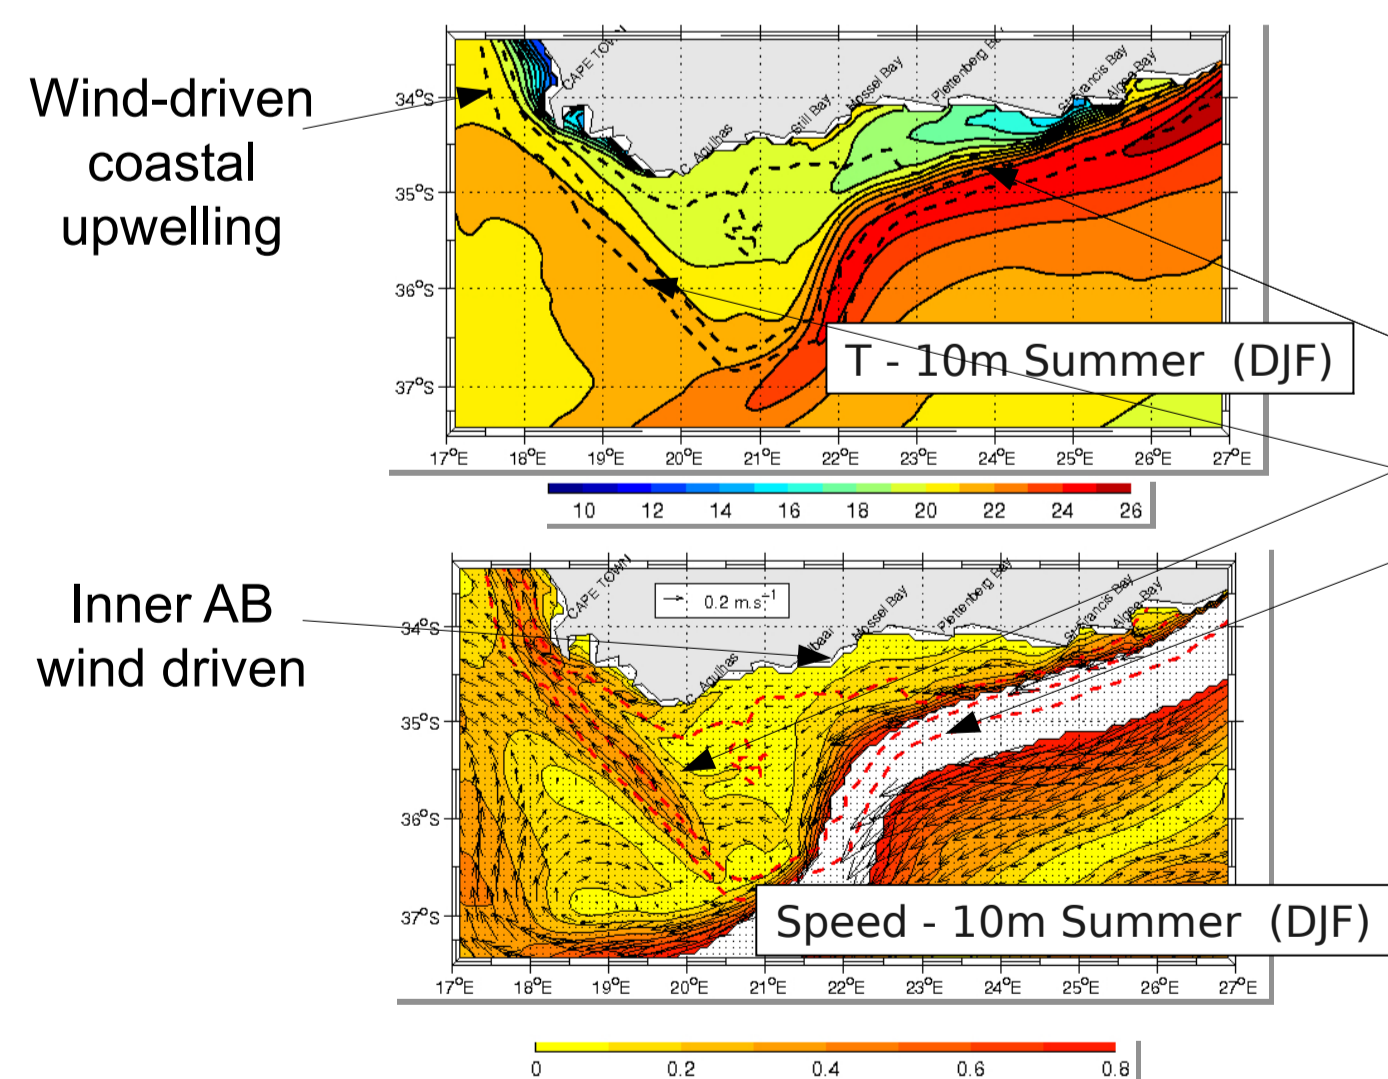 Wind-driven
coastal
upwelling
CAPE TOWN
C. Agulhas
Still Bay
Mossel Bay
Plettenberg Bay
St Francis Bay
Algoa Bay
34°S
35°S
36°S
37°S
T - 10m Summer (DJF)
17°E 18°E 19°E 20°E 21°E 22°E 23°E 24°E 25°E 26°E 27°E
10 12 14 16 18 20 22 24 26
Inner AB
wind driven
CAPE TOWN
0.2 m.s⁻¹
C. Agulhas
Mossel Bay
Plettenberg Bay
St Francis Bay
Algoa Bay
34°S
35°S
36°S
37°S
Speed - 10m Summer (DJF)
17°E 18°E 19°E 20°E 21°E 22°E 23°E 24°E 25°E 26°E 27°E
0 0.2 0.4 0.6 0.8